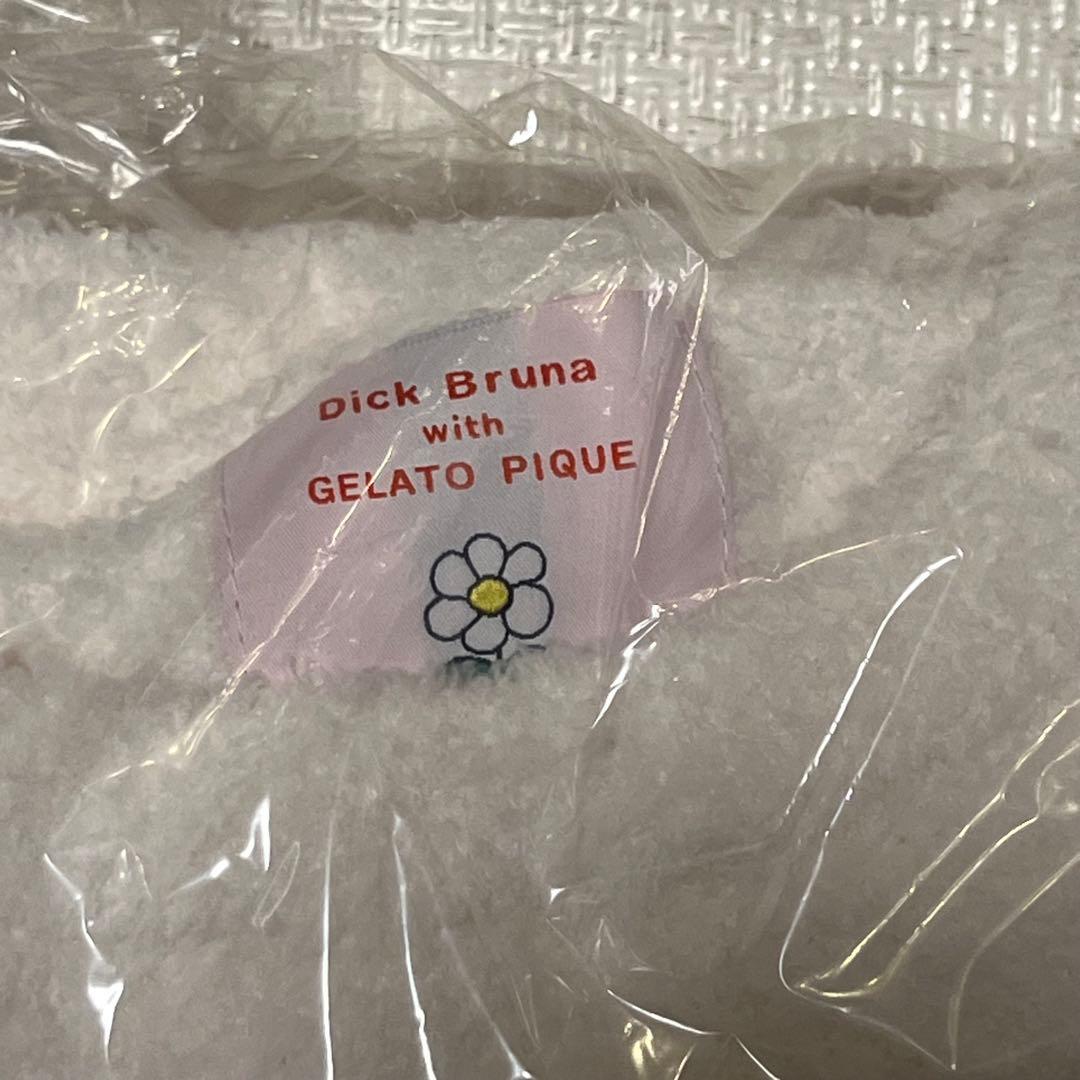 Dick Bruna
with
GELATO PIQUE